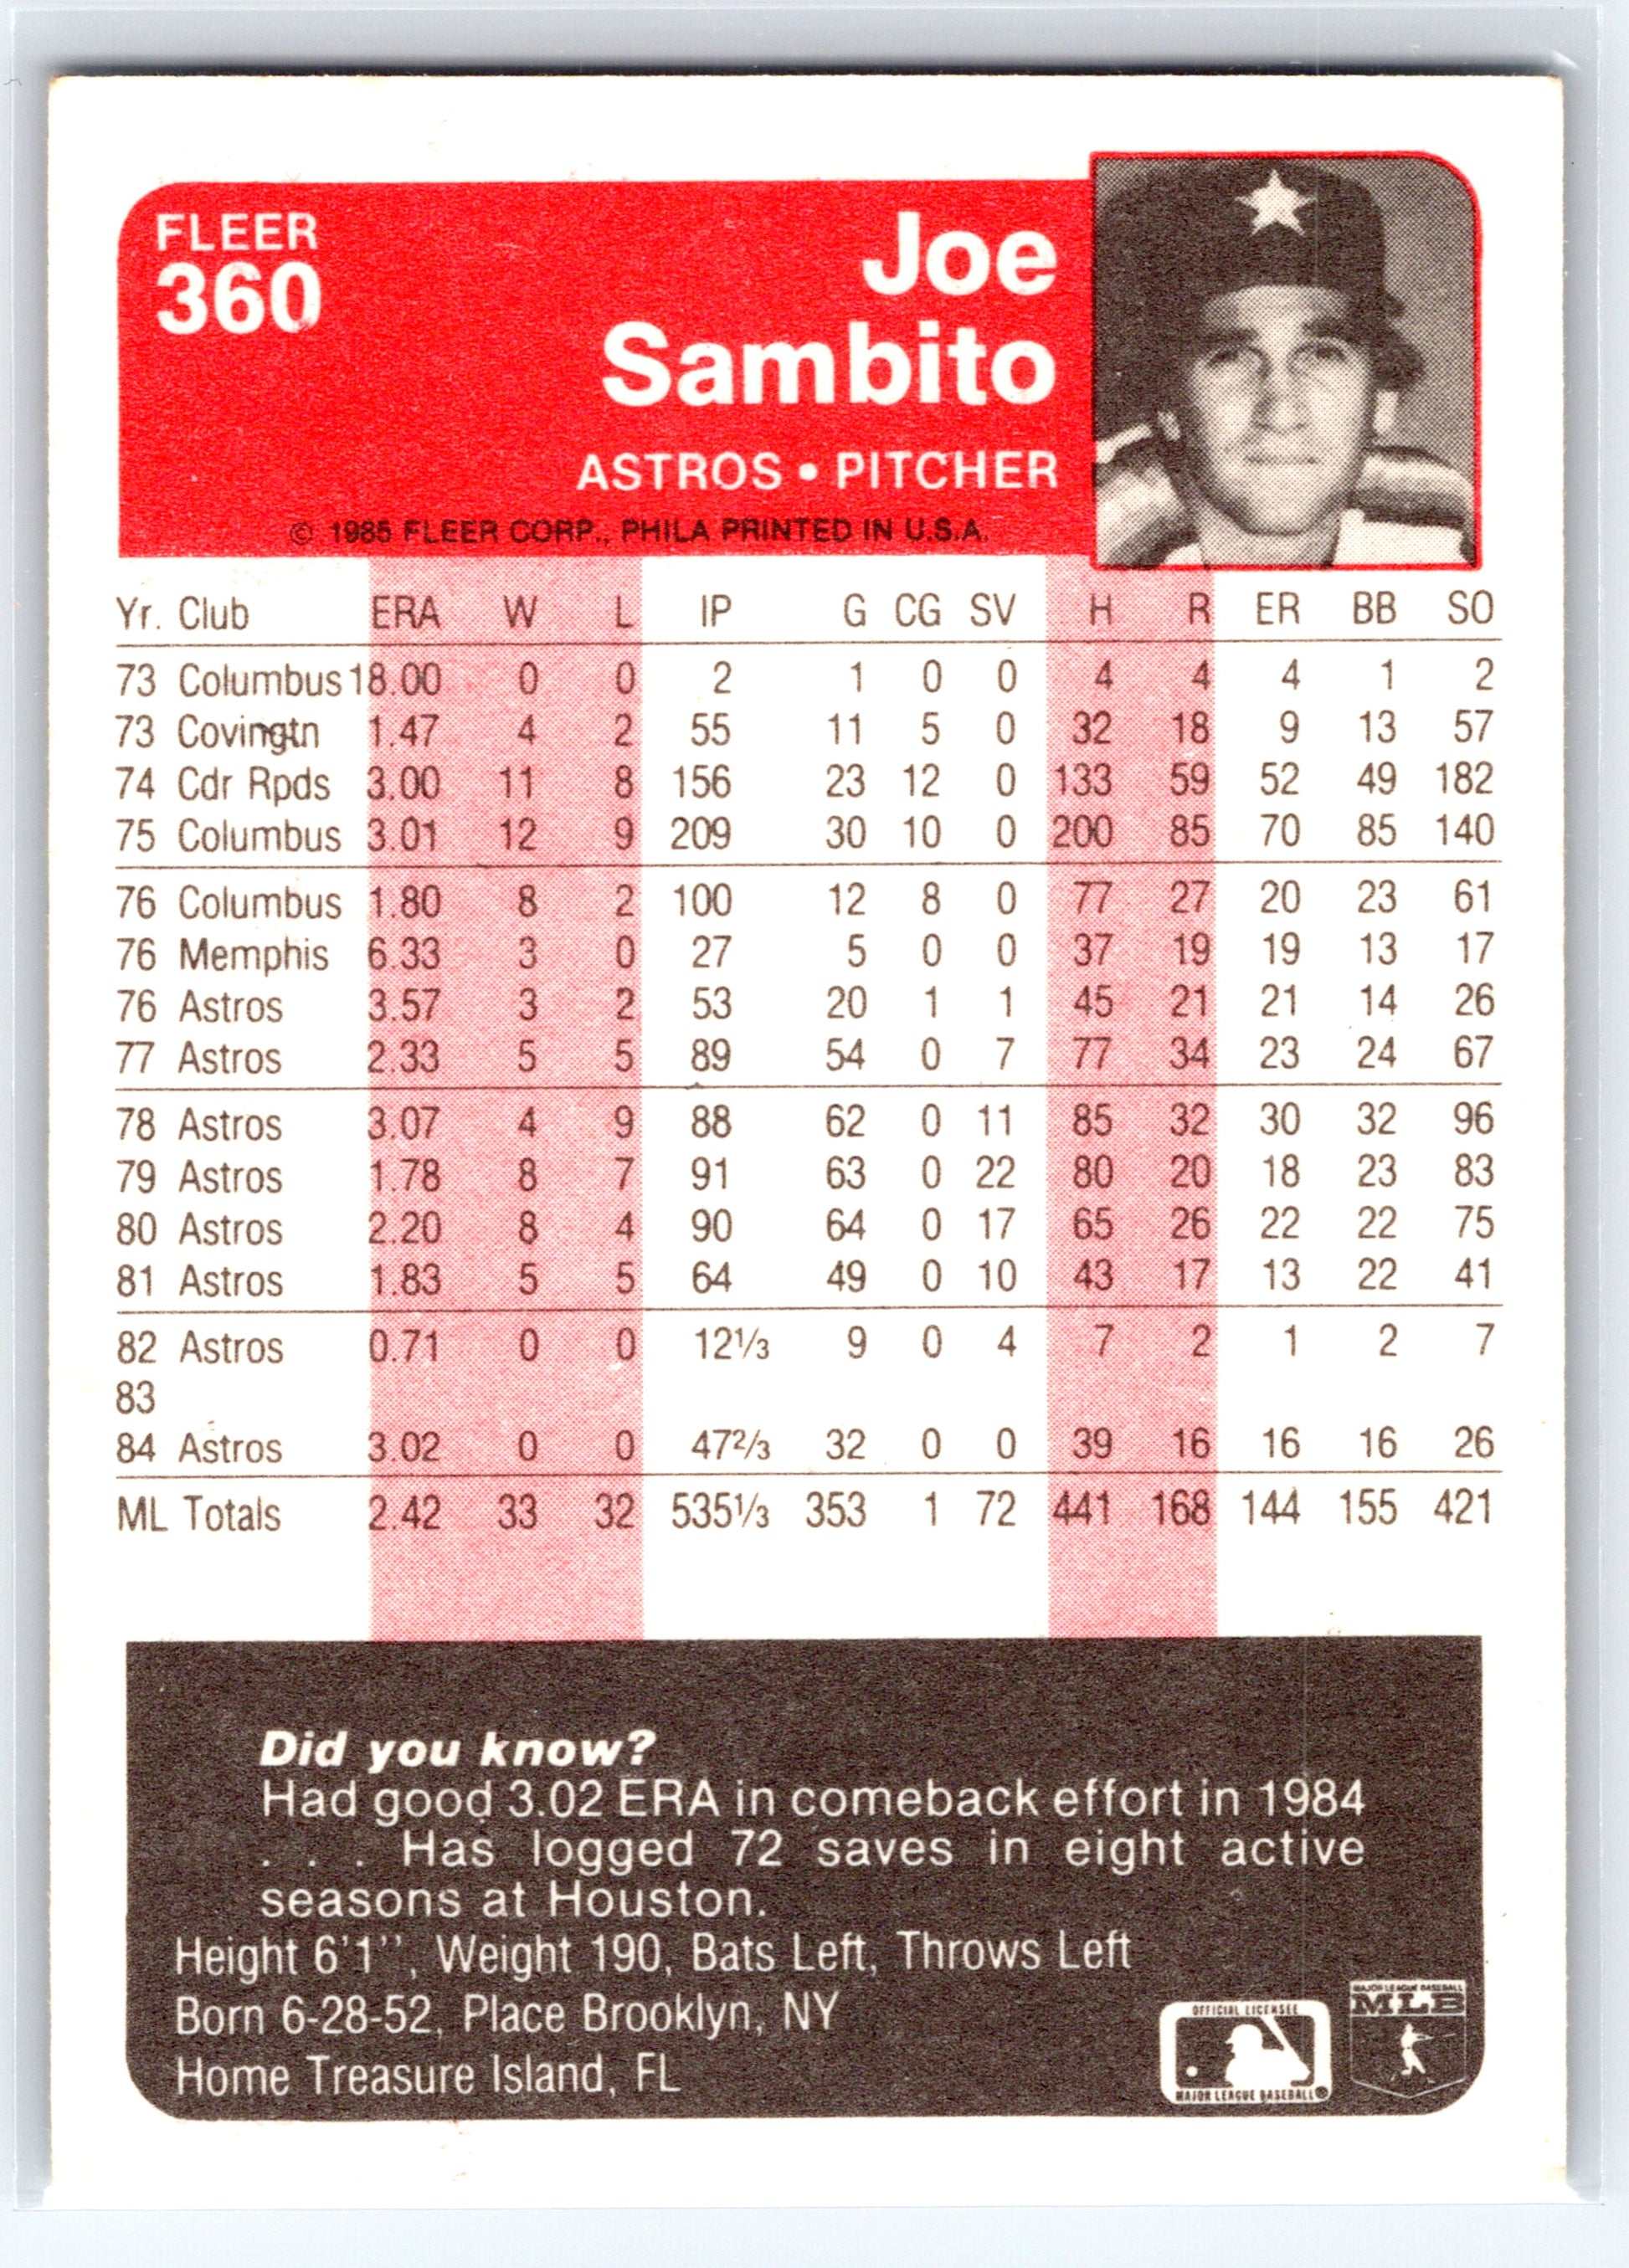 FLEER
360
Joe
Sambito
ASTROS • PITCHER
© 1985 FLEER CORP., PHILA PRINTED IN U.S.A.
Yr. Club ERA W L IP G CG SV H R ER BB SO
73 Columbus 18.00 0 0 2 1 0 0 4 4 4 1 2
73 Covingtn 1.47 4 2 55 11 5 0 32 18 9 13 57
74 Cdr Rpds 3.00 11 8 156 23 12 0 133 59 52 49 182
75 Columbus 3.01 12 9 209 30 10 0 200 85 70 85 140
76 Columbus 1.80 8 2 100 12 8 0 77 27 20 23 61
76 Memphis 6.33 3 0 27 5 0 0 37 19 19 13 17
76 Astros 3.57 3 2 53 20 1 1 45 21 21 14 26
77 Astros 2.33 5 5 89 54 0 7 77 34 23 24 67
78 Astros 3.07 4 9 88 62 0 11 85 32 30 32 96
79 Astros 1.78 8 7 91 63 0 22 80 20 18 23 83
80 Astros 2.20 8 4 90 64 0 17 65 26 22 22 75
81 Astros 1.83 5 5 64 49 0 10 43 17 13 22 41
82 Astros 0.71 0 0 12⅓ 9 0 4 7 2 1 2 7
83
84 Astros 3.02 0 0 47⅔ 32 0 0 39 16 16 16 26
ML Totals 2.42 33 32 535⅓ 353 1 72 441 168 144 155 421
Did you know?
Had good 3.02 ERA in comeback effort in 1984
. . . Has logged 72 saves in eight active
seasons at Houston.
Height 6'1'', Weight 190, Bats Left, Throws Left
Born 6-28-52, Place Brooklyn, NY
Home Treasure Island, FL
OFFICIAL LICENSEE
MAJOR LEAGUE BASEBALL®
MAJOR LEAGUE BASEBALL
MLB